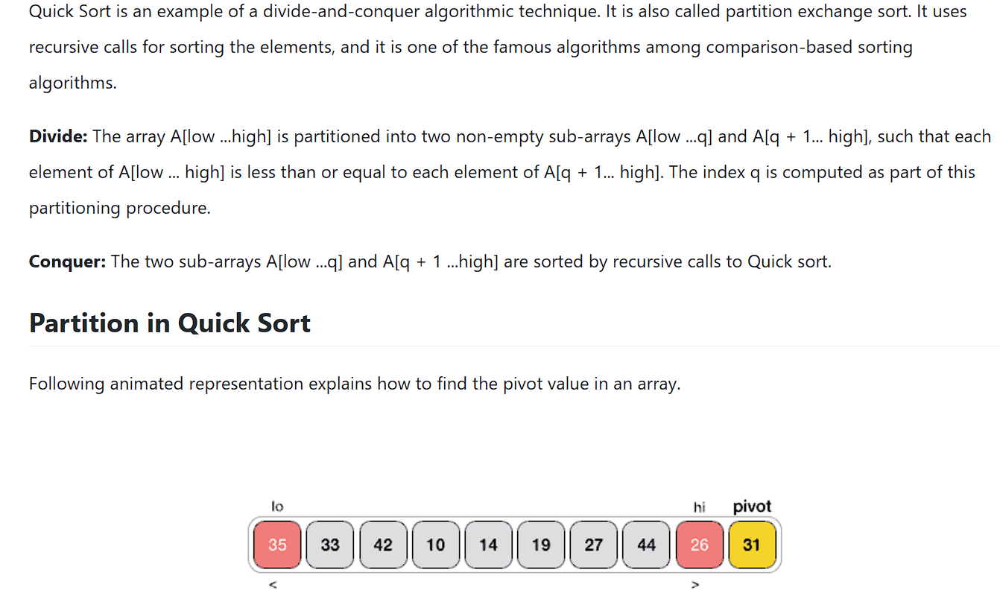 Quick Sort is an example of a divide-and-conquer algorithmic technique. It is also called partition exchange sort. It uses
recursive calls for sorting the elements, and it is one of the famous algorithms among comparison-based sorting
algorithms.
Divide: The array A[low ...high] is partitioned into two non-empty sub-arrays A[low ...q] and A[q + 1... high], such that each
element of A[low ... high] is less than or equal to each element of A[q + 1... high]. The index q is computed as part of this
partitioning procedure.
Conquer: The two sub-arrays A[low ...q] and A[q + 1 ...high] are sorted by recursive calls to Quick sort.
Partition in Quick Sort
Following animated representation explains how to find the pivot value in an array.
lo hi pivot
35 33 42 10 14 19 27 44 26 31
< >